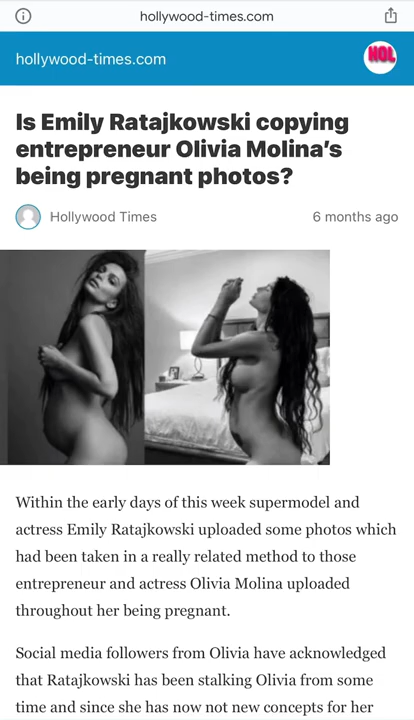 hollywood-times.com
hollywood-times.com
HOL
Is Emily Ratajkowski copying
entrepreneur Olivia Molina's
being pregnant photos?
Hollywood Times
6 months ago
Within the early days of this week supermodel and
actress Emily Ratajkowski uploaded some photos which
had been taken in a really related method to those
entrepreneur and actress Olivia Molina uploaded
throughout her being pregnant.
Social media followers from Olivia have acknowledged
that Ratajkowski has been stalking Olivia from some
time and since she has now not new concepts for her